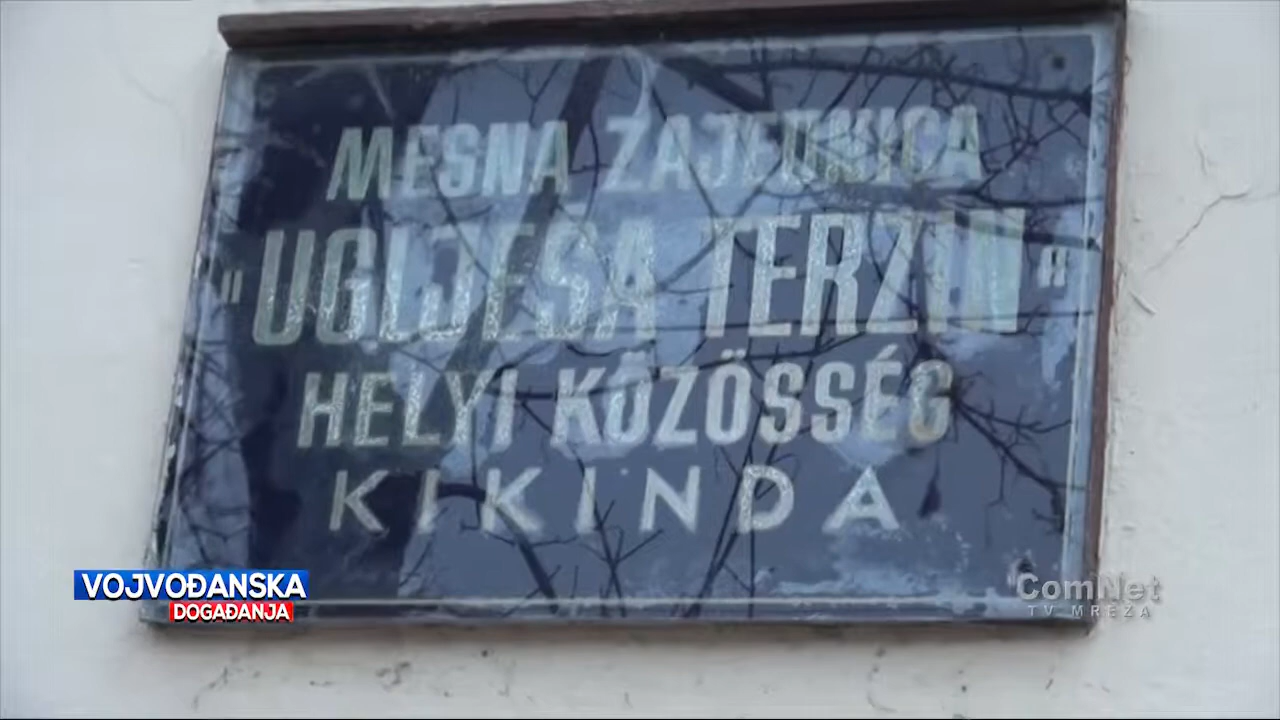 MESNA ZAJEDNICA
"UGLJEŠA TERZIN"
HELYI KÖZÖSSÉG
KIKINDA
VOJVOĐANSKA
DOGAĐANJA
ComNet
TV MREŽA